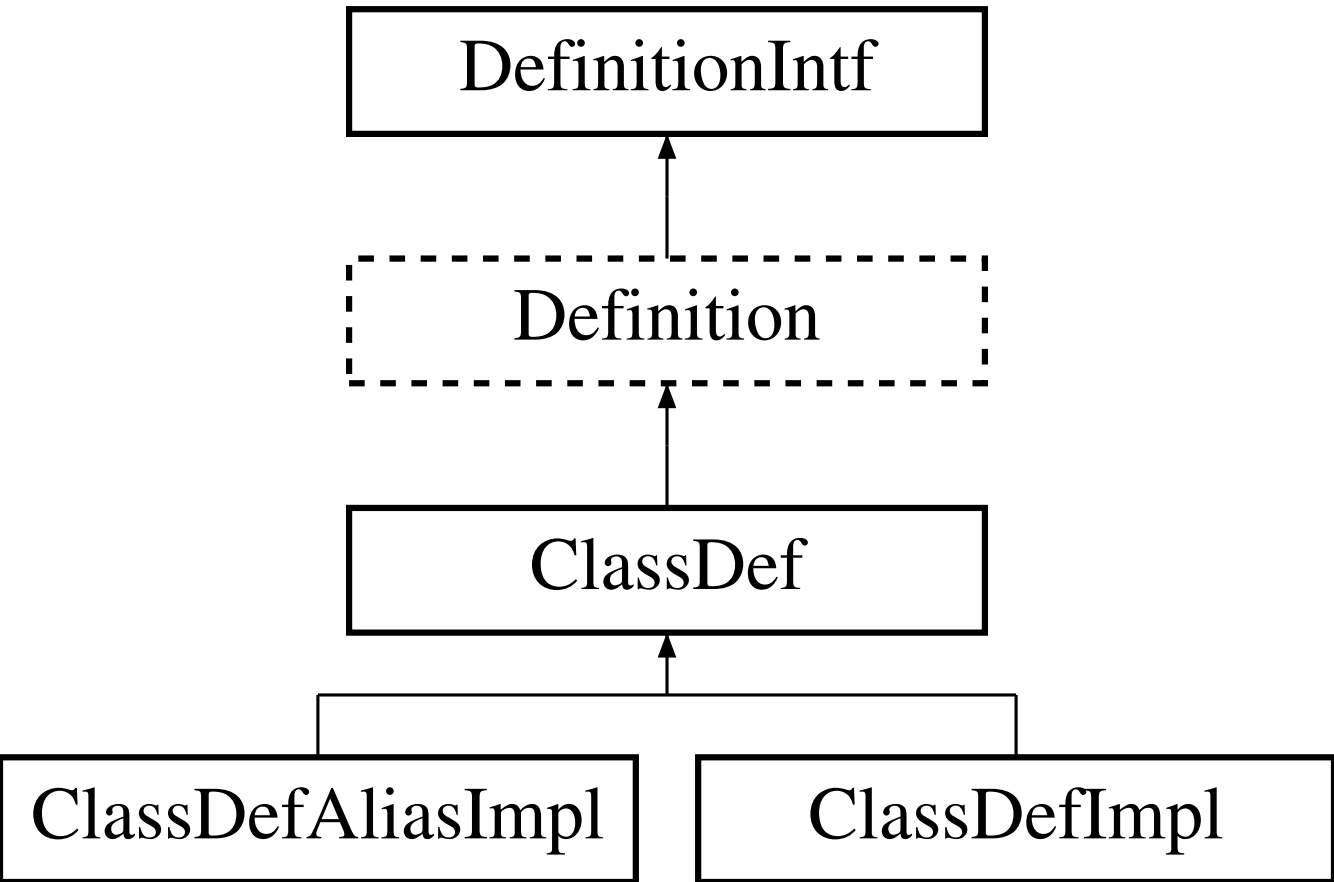 DefinitionIntf
Definition
ClassDef
ClassDefAliasImpl
ClassDefImpl